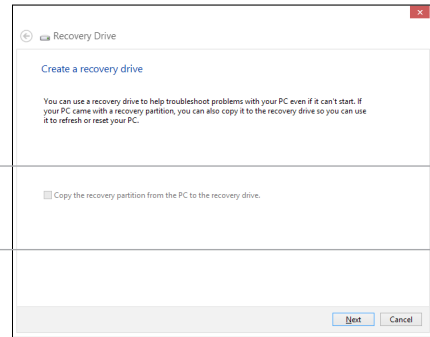 Recovery Drive
Create a recovery drive
You can use a recovery drive to help troubleshoot problems with your PC even if it can't start. If
your PC came with a recovery partition, you can also copy it to the recovery drive so you can use
it to refresh or reset your PC.
Copy the recovery partition from the PC to the recovery drive.
Next Cancel